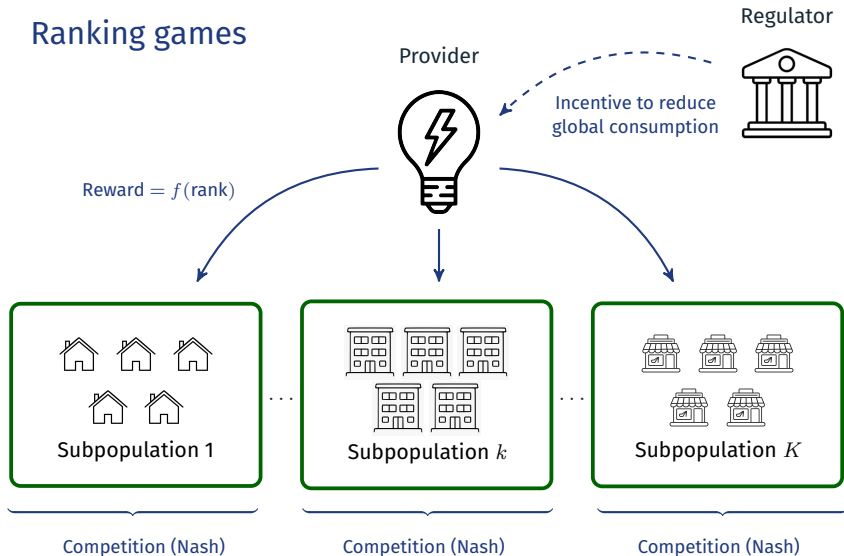 Ranking games
Regulator
Provider
Incentive to reduce
global consumption
Reward = f(rank)
Subpopulation 1
...
Subpopulation k
...
Subpopulation K
Competition (Nash)
Competition (Nash)
Competition (Nash)